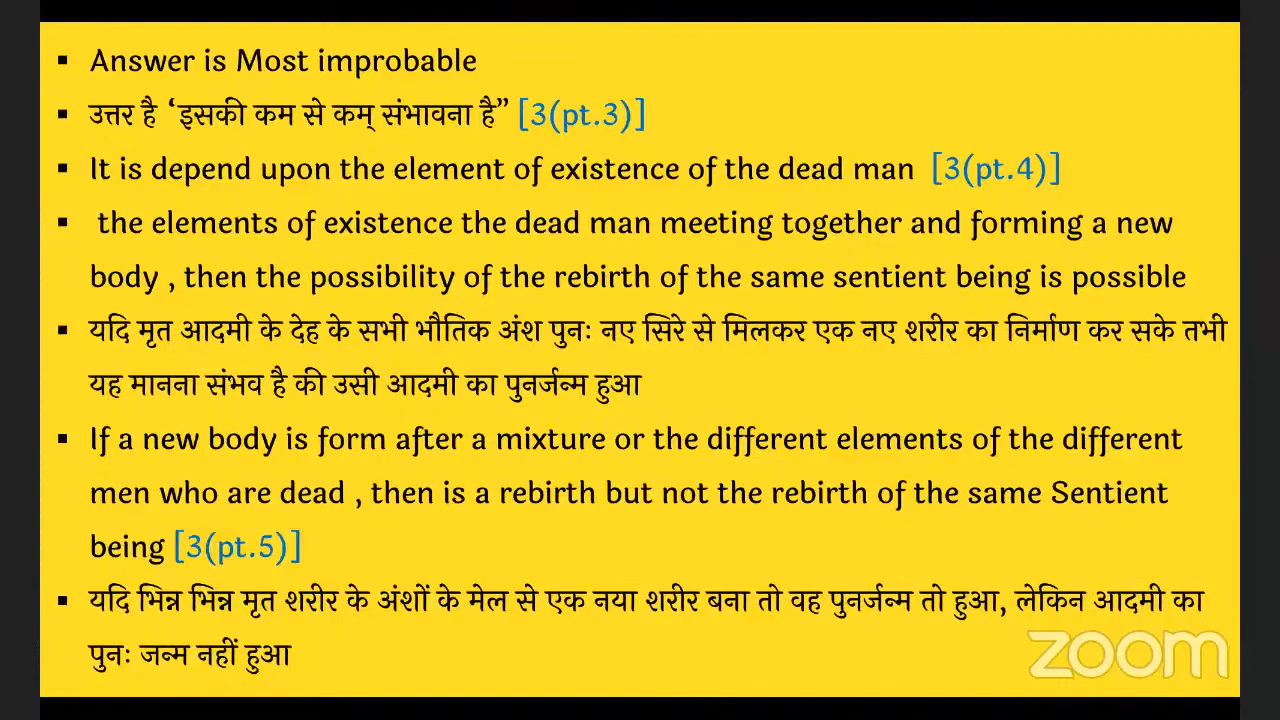 ▪ Answer is Most improbable
▪ उत्तर है ‘इसकी कम से कम् संभावना है” [3(pt.3)]
▪ It is depend upon the element of existence of the dead man [3(pt.4)]
▪ the elements of existence the dead man meeting together and forming a new
body , then the possibility of the rebirth of the same sentient being is possible
▪ यदि मृत आदमी के देह के सभी भौतिक अंश पुनः नए सिरे से मिलकर एक नए शरीर का निर्माण कर सके तभी
यह मानना संभव है की उसी आदमी का पुनर्जन्म हुआ
▪ If a new body is form after a mixture or the different elements of the different
men who are dead , then is a rebirth but not the rebirth of the same Sentient
being [3(pt.5)]
▪ यदि भिन्न भिन्न मृत शरीर के अंशों के मेल से एक नया शरीर बना तो वह पुनर्जन्म तो हुआ, लेकिन आदमी का
पुनः जन्म नहीं हुआ
zoom